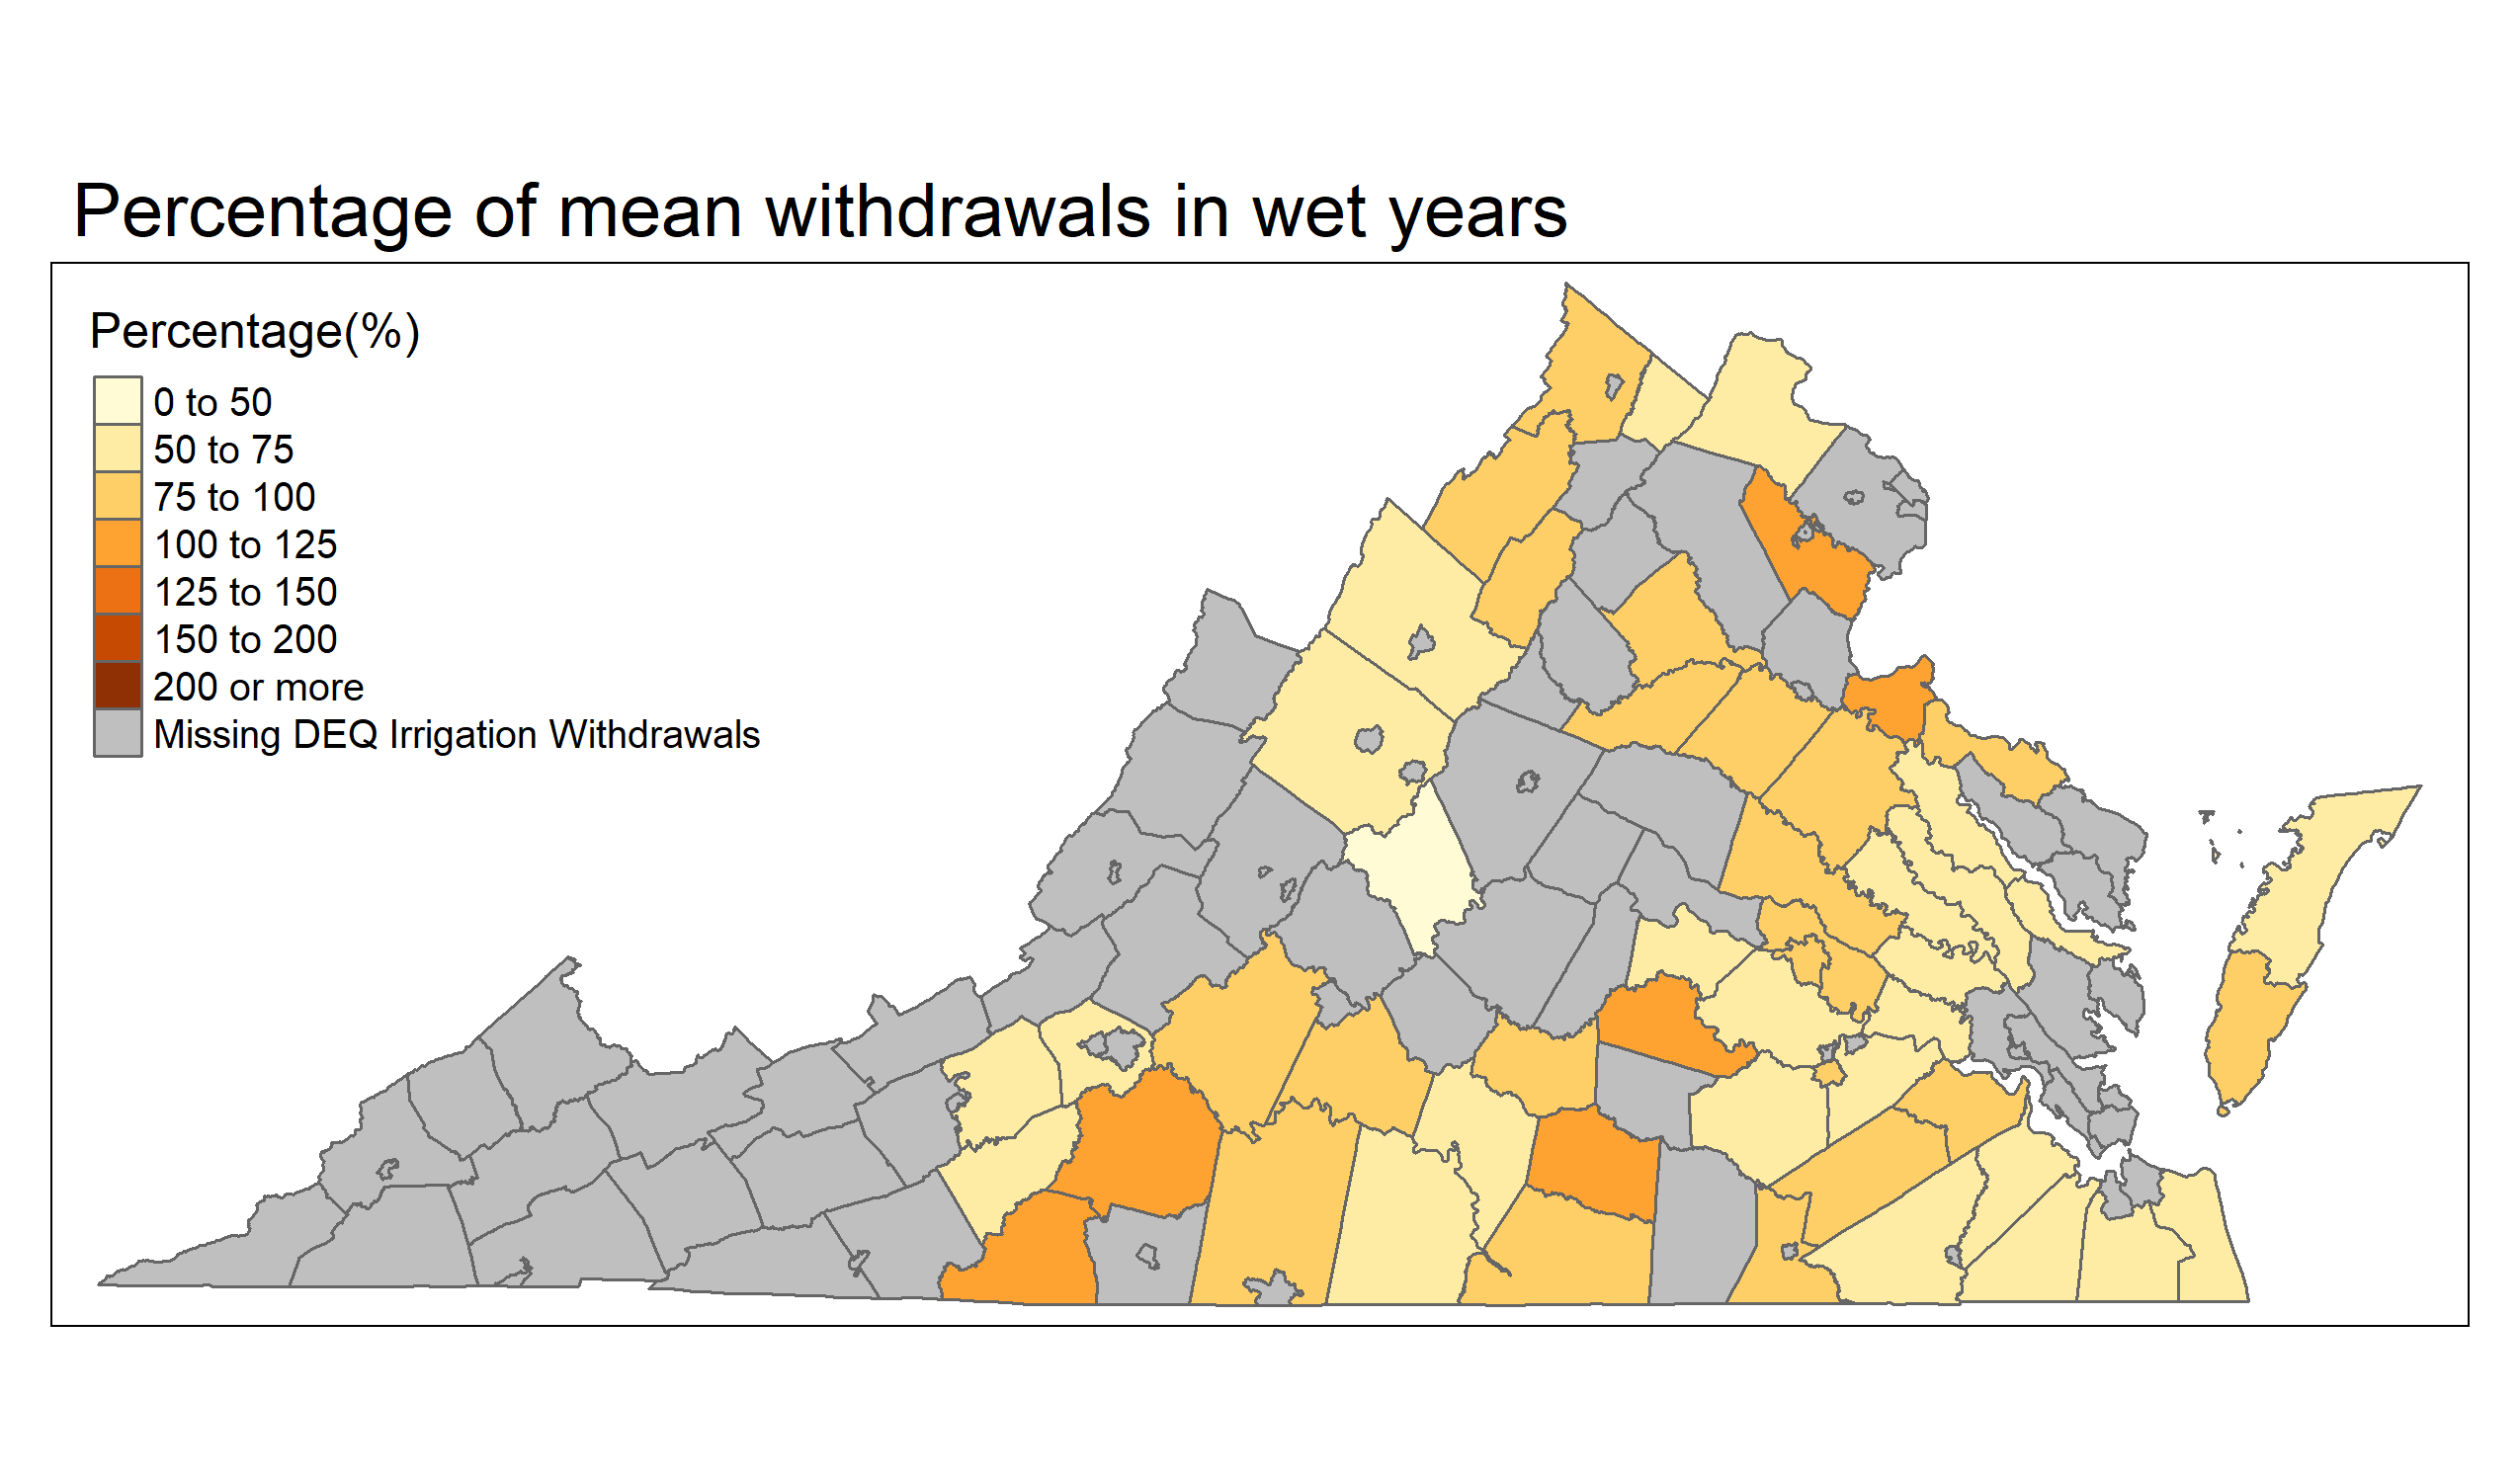 Percentage of mean withdrawals in wet years
Percentage(%)
0 to 50
50 to 75
75 to 100
100 to 125
125 to 150
150 to 200
200 or more
Missing DEQ Irrigation Withdrawals